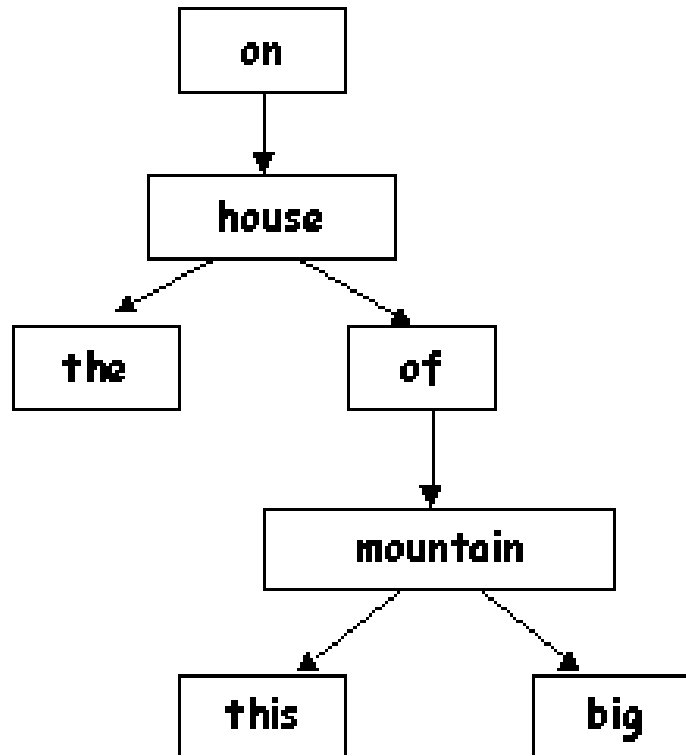 on
house
the of
mountain
this big